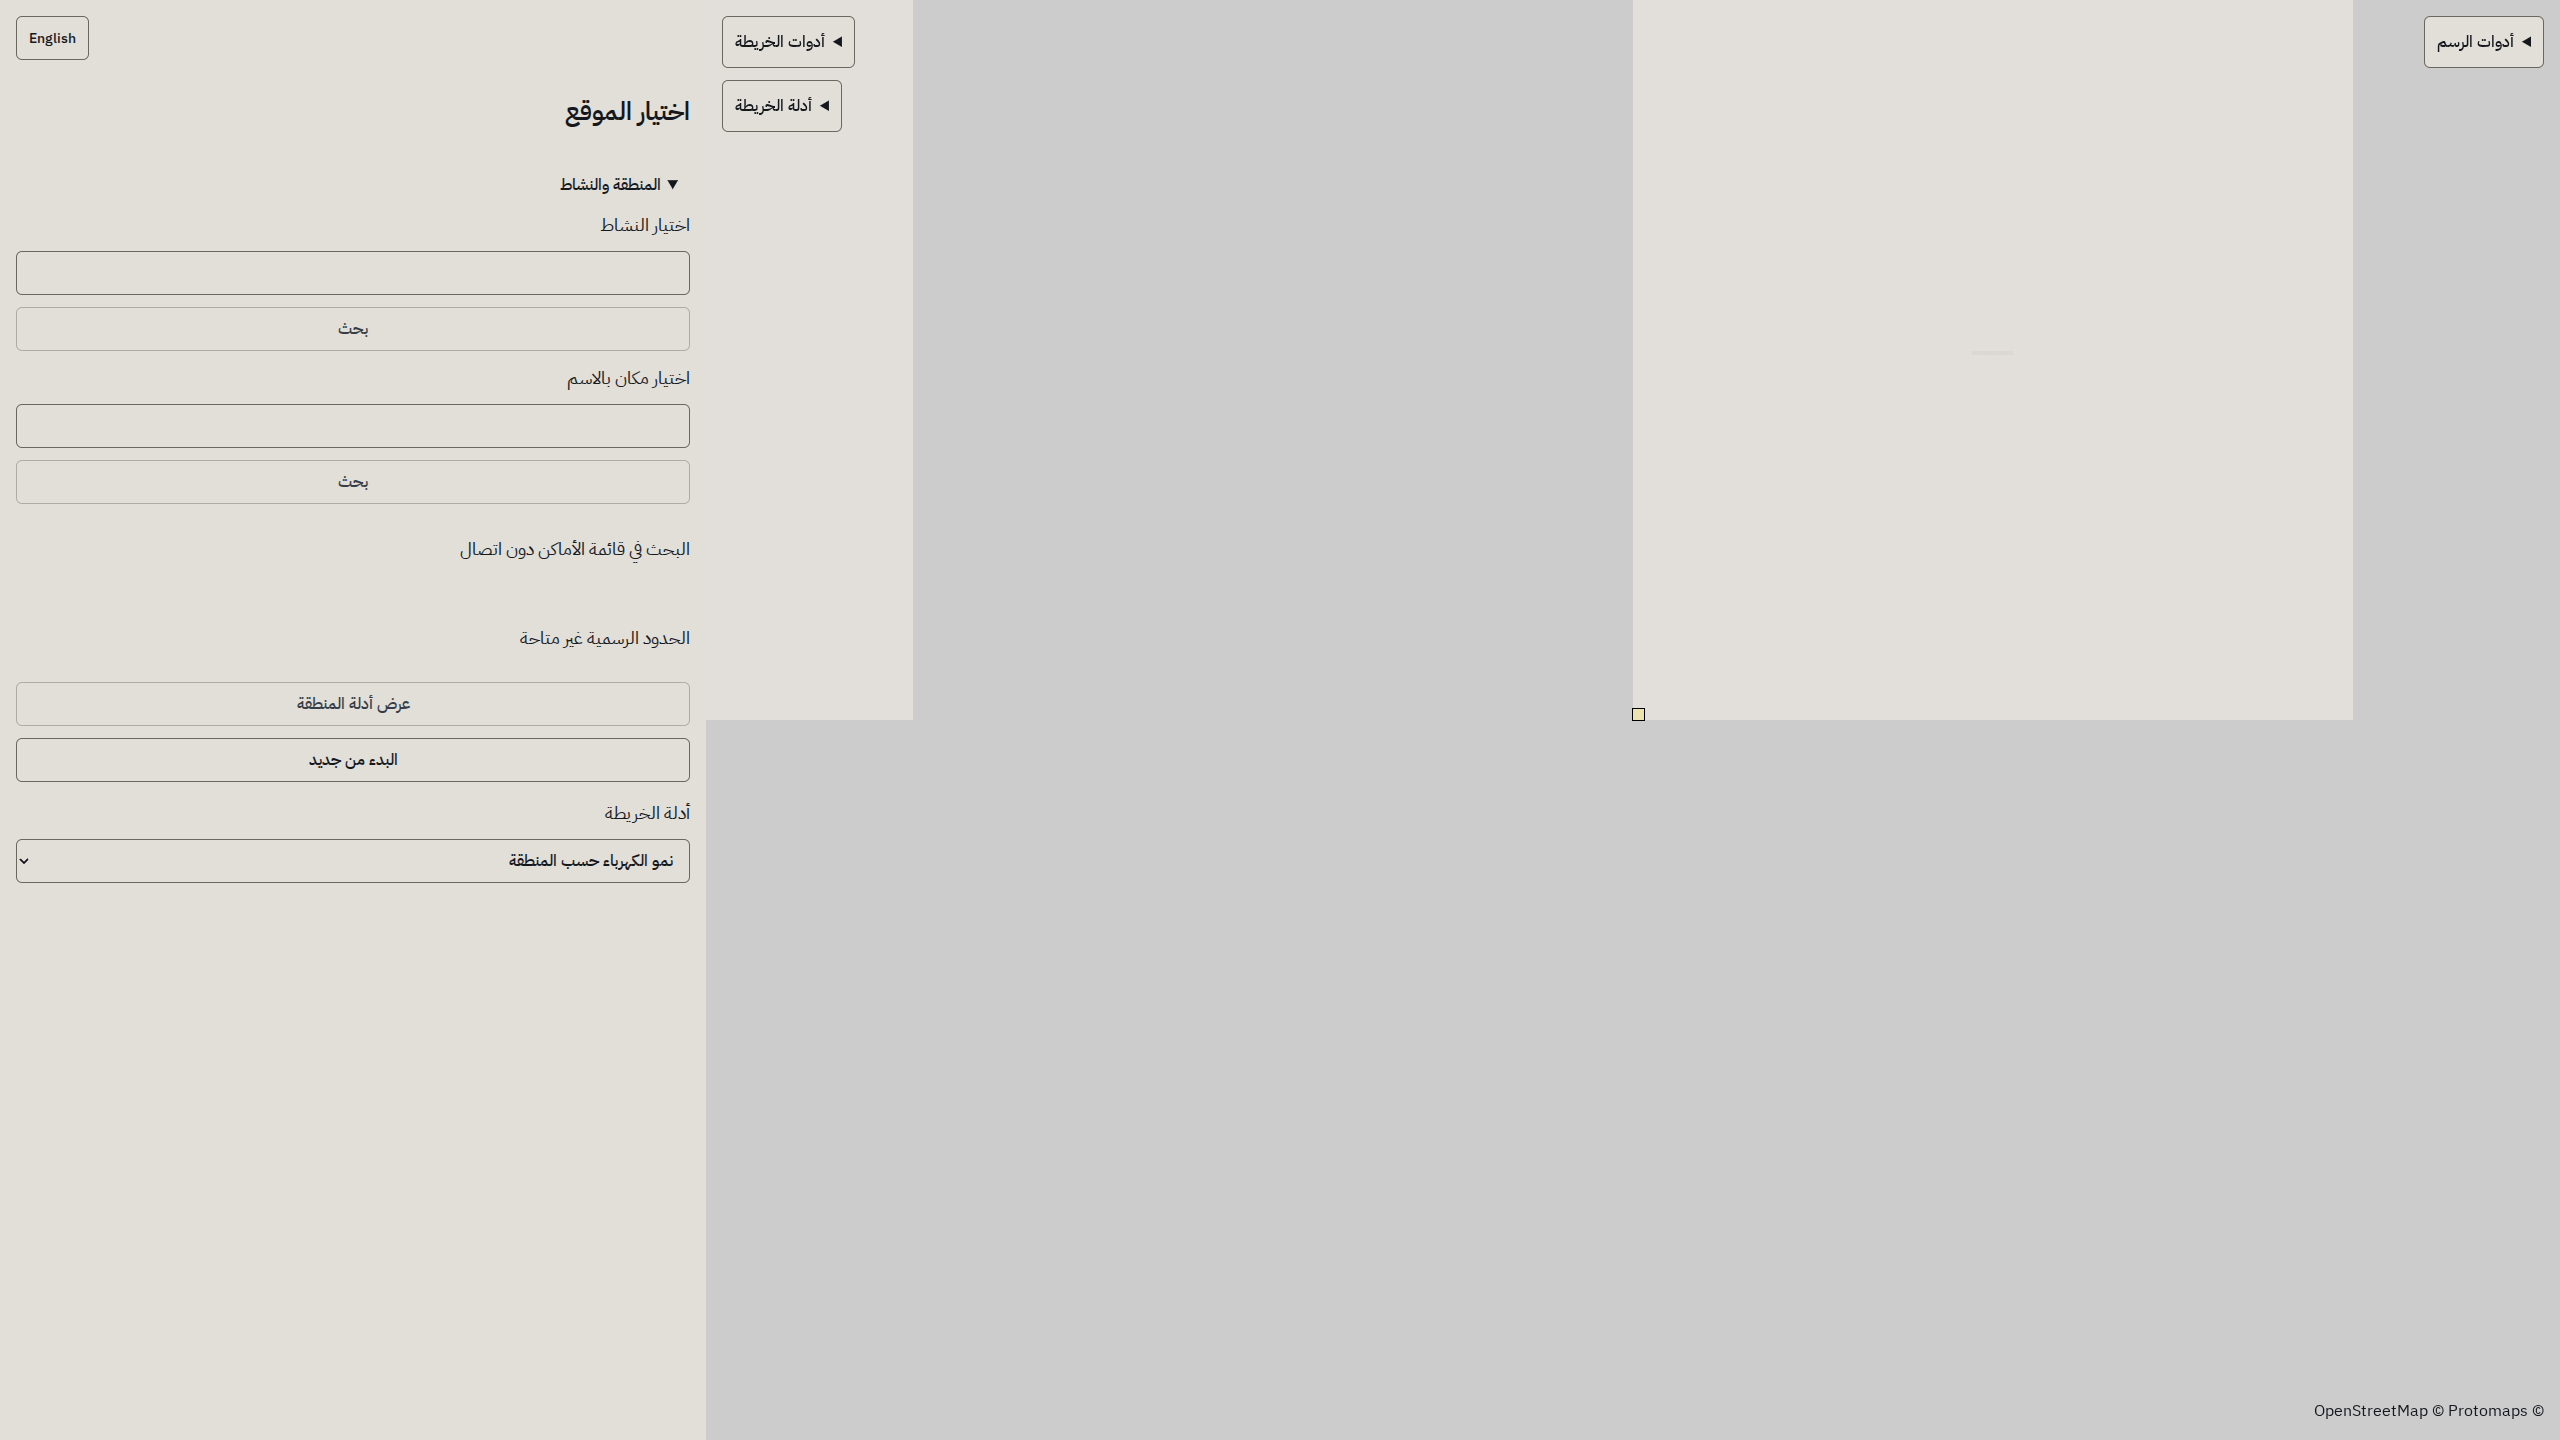 English
اختيار الموقع
المنطقة والنشاط
اختيار النشاط
بحث
اختيار مكان بالاسم
بحث
البحث في قائمة الأماكن دون اتصال
الحدود الرسمية غير متاحة
عرض أدلة المنطقة
البدء من جديد
أدلة الخريطة
نمو الكهرباء حسب المنطقة
أدوات الخريطة
أدلة الخريطة
أدوات الرسم
OpenStreetMap © Protomaps ©